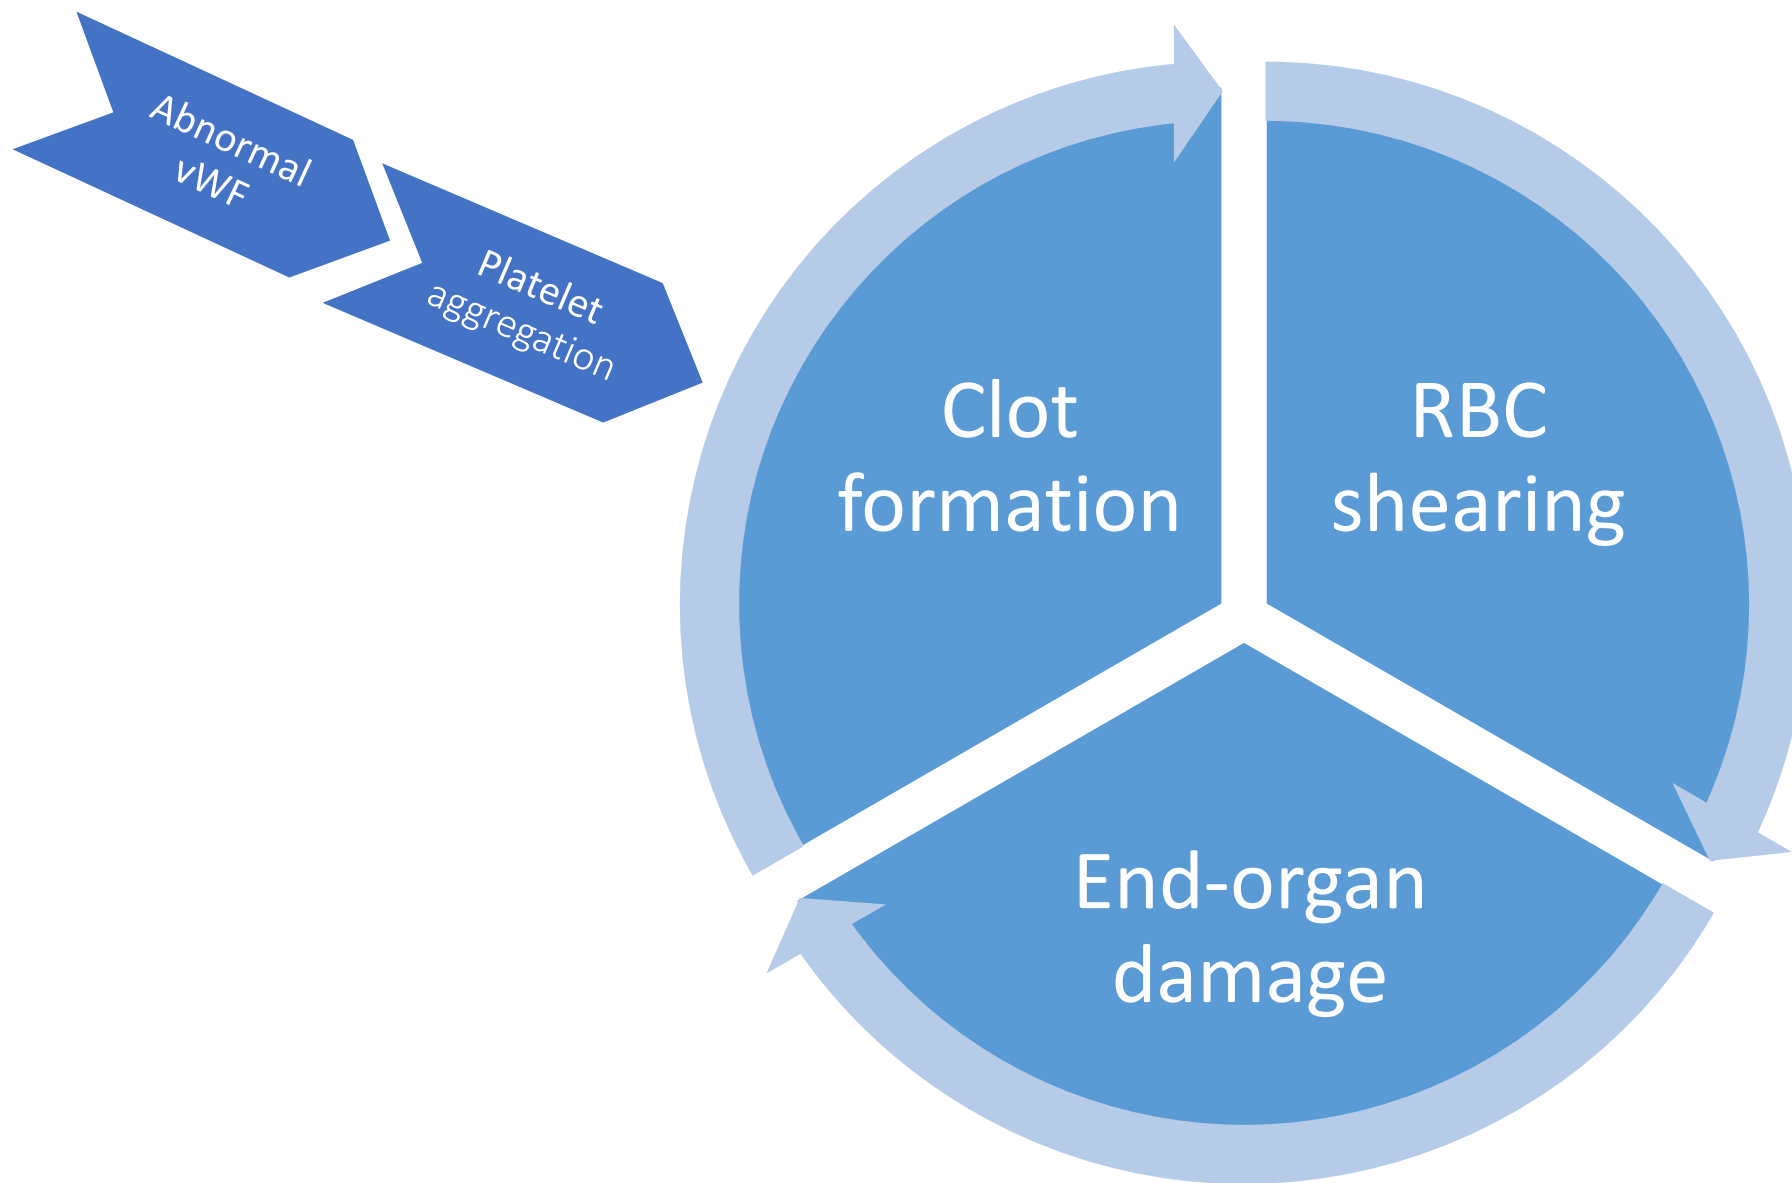 Abnormal
vWF
Platelet
aggregation
Clot
formation
RBC
shearing
End-organ
damage